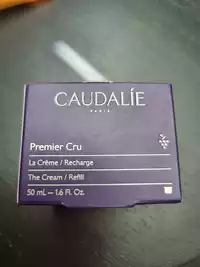 CAUDALÍE
PARIS
Premier Cru
La Crème / Recharge
The Cream / Refill
50 mL – 1.6 Fl. Oz.